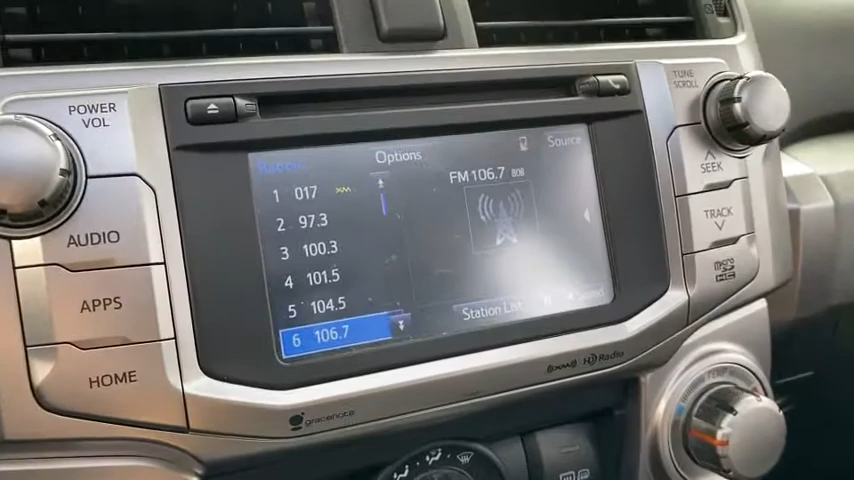 POWER
VOL
AUDIO
APPS
HOME
Options
Source
1 017
2 97.3
3 100.3
4 101.5
5 104.5
6 106.7
FM 106.7
Station List
TUNE
SCROLL
SEEK
TRACK
micro
SD
HC
gracenote
HD Radio
TEMP